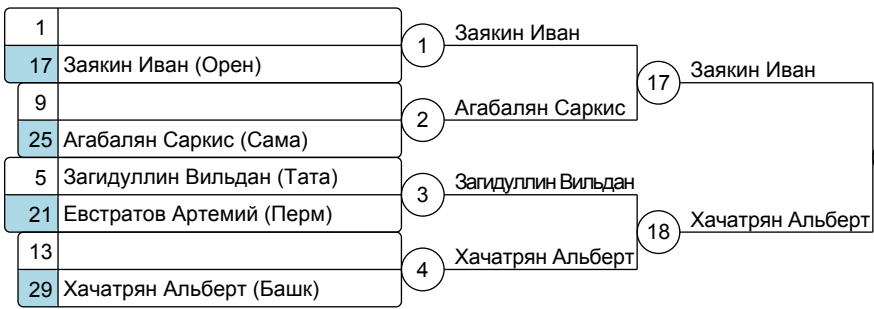 1
17 Заякин Иван (Орен)
9
25 Агабалян Саркис (Сама)
5 Загидуллин Вильдан (Тата)
21 Евстратов Артемий (Перм)
13
29 Хачатрян Альберт (Башк)
1 Заякин Иван
2 Агабалян Саркис
3 Загидуллин Вильдан
4 Хачатрян Альберт
17 Заякин Иван
18 Хачатрян Альберт